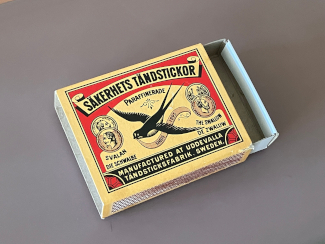 SÄKERHETS TÄNDSTICKOR
PARAFFINERADE
SVALAN
DIE SCHWALBE
THE SWALLOW
DE ZWALUW
MANUFACTURED AT UDDEVALLA
TÄNDSTICKSFABRIK. SWEDEN.